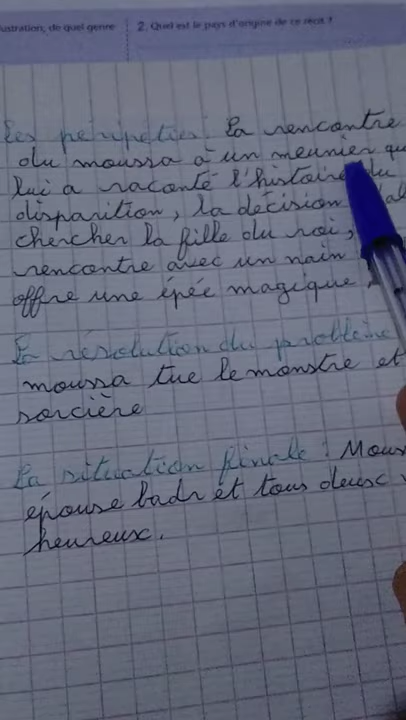 ustration, de quel genre
2. Quel est le pays d'origine de ce récit ?
Les péripéties : La rencontre
du moussa à un meunier qu
lui a raconté l'histoire du
disparition, la décision d'al
chercher la fille du roi,
rencontre avec un nain
offre une épée magique.
La résolution du problème
moussa tue le monstre et
sorcière
La situation finale : Mous
épouse badr et tous deux v
heureux.